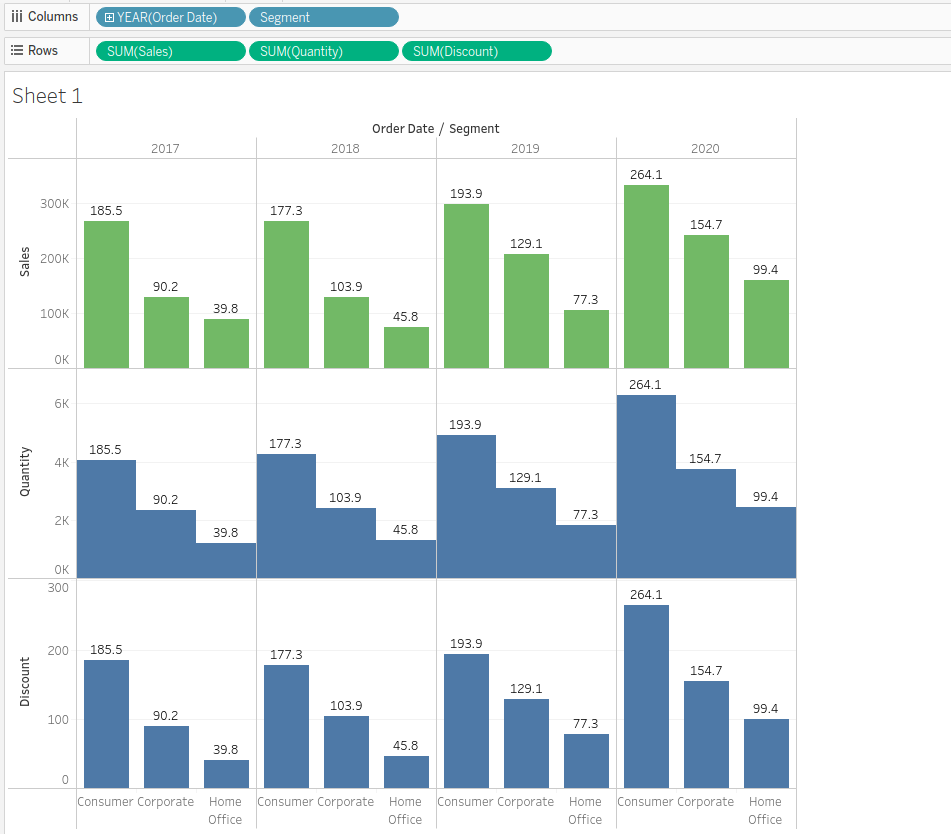 Columns YEAR(Order Date) Segment
Rows SUM(Sales) SUM(Quantity) SUM(Discount)
Sheet 1
Order Date / Segment
2017 2018 2019 2020
Sales
300K
200K
100K
0K
185.5 90.2 39.8 177.3 103.9 45.8 193.9 129.1 77.3 264.1 154.7 99.4
Quantity
6K
4K
2K
0K
185.5 90.2 39.8 177.3 103.9 45.8 193.9 129.1 77.3 264.1 154.7 99.4
Discount
300
200
100
0
185.5 90.2 39.8 177.3 103.9 45.8 193.9 129.1 77.3 264.1 154.7 99.4
Consumer Corporate Home Consumer Corporate Home Consumer Corporate Home Consumer Corporate Home
Office Office Office Office